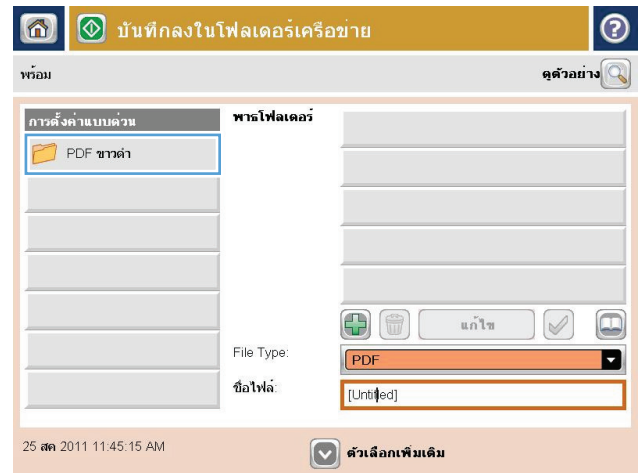 บันทึกลงในโฟลเดอร์เครือข่าย
พร้อม
ดูตัวอย่าง
การตั้งค่าแบบด่วน
PDF ขาวดำ
พาธโฟลเดอร์
แก้ไข
File Type:
PDF
ชื่อไฟล์:
[Untitled]
25 สค 2011 11:45:15 AM
ตัวเลือกเพิ่มเติม